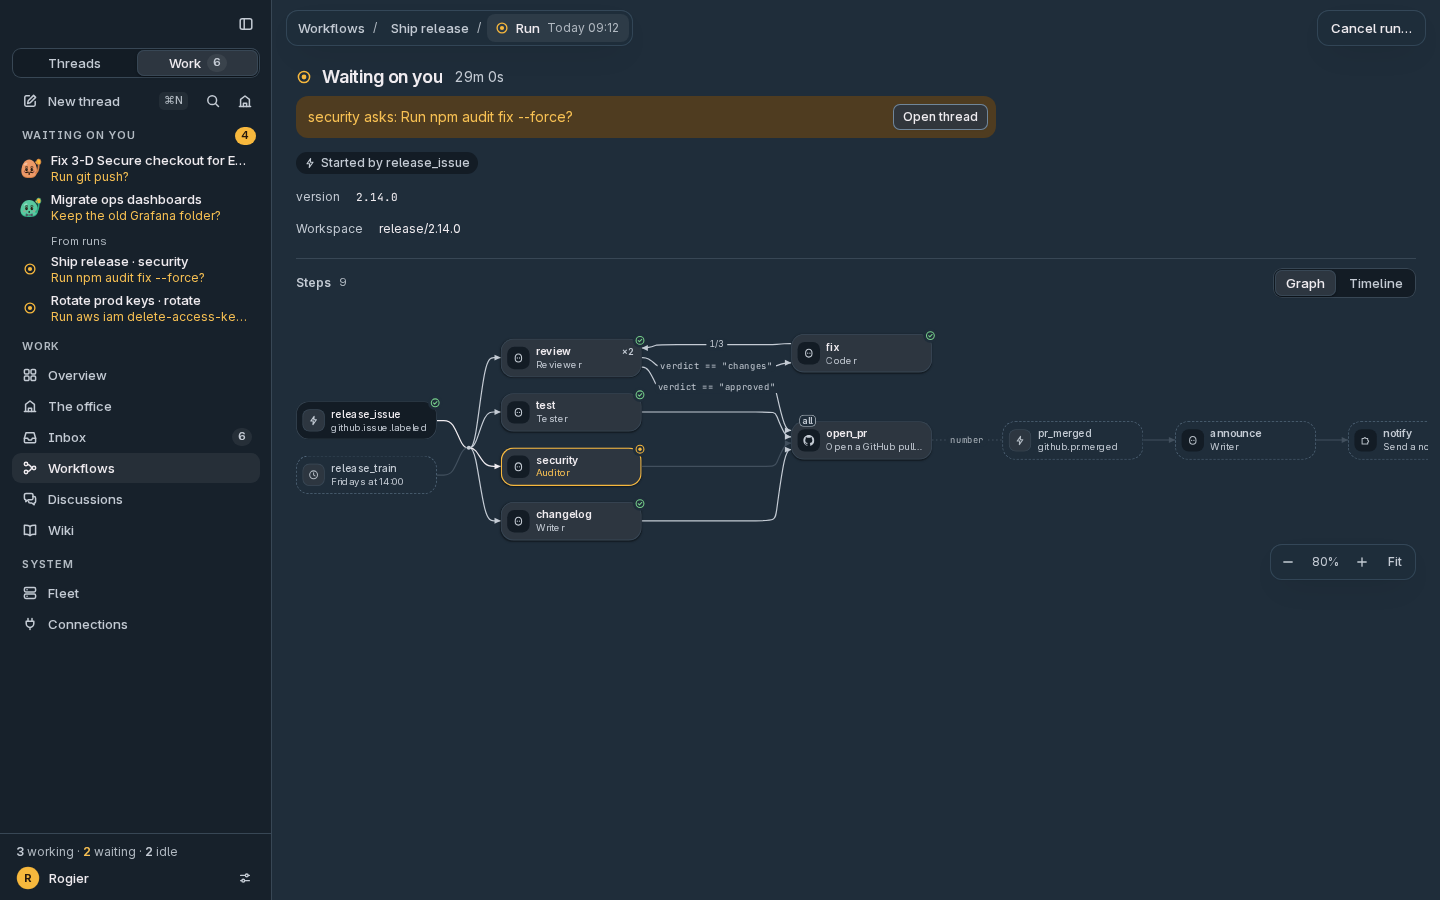 Workflows / Ship release / Run Today 09:12
Cancel run...
Threads
Work 6
New thread ⌘N
WAITING ON YOU 4
Fix 3-D Secure checkout for E...
Run git push?
Migrate ops dashboards
Keep the old Grafana folder?
From runs
Ship release · security
Run npm audit fix --force?
Rotate prod keys · rotate
Run aws iam delete-access-ke...
WORK
Overview
The office
Inbox 6
Workflows
Discussions
Wiki
SYSTEM
Fleet
Connections
3 working · 2 waiting · 2 idle
R Rogier
Waiting on you 29m 0s
security asks: Run npm audit fix --force?
Open thread
Started by release_issue
version 2.14.0
Workspace release/2.14.0
Steps 9
Graph
Timeline
release_issue
github.issue.labeled
release_train
Fridays at 14:00
review ×2
Reviewer
test
Tester
security
Auditor
changelog
Writer
1/3
verdict == "changes"
verdict == "approved"
fix
Coder
all
open_pr
Open a GitHub pull...
number
pr_merged
github.pr.merged
announce
Writer
notify
Send a no
80%
Fit